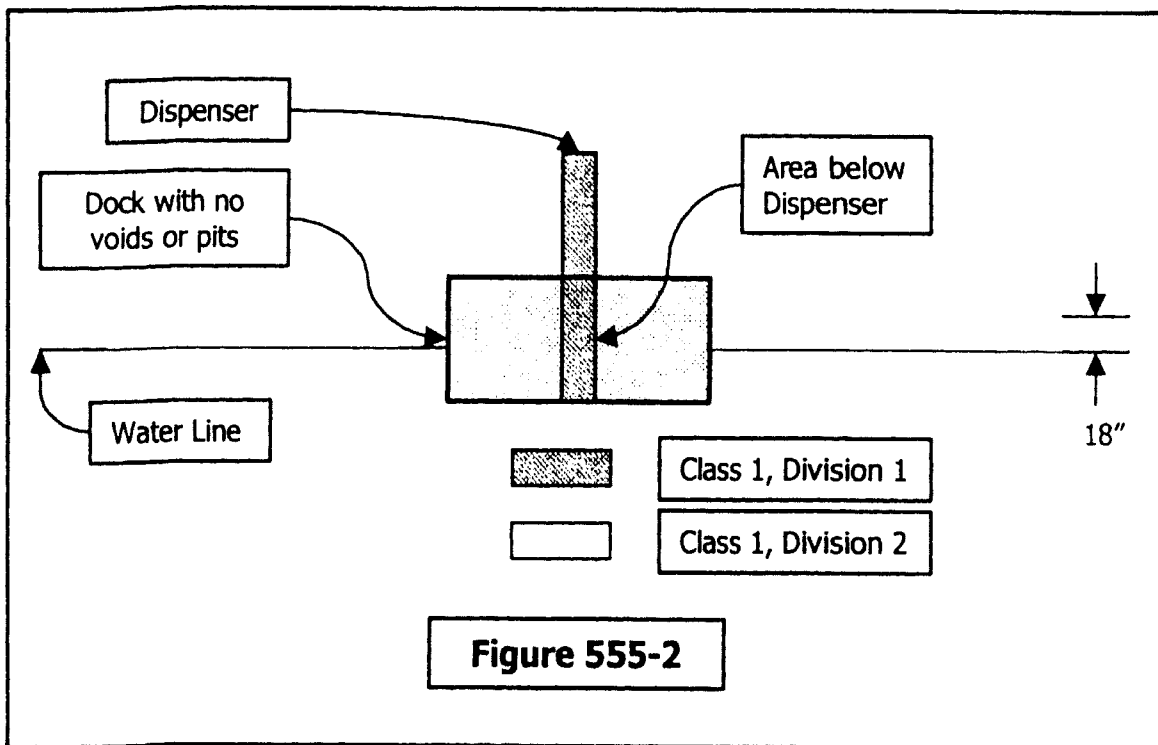 Dispenser
Dock with no
voids or pits
Area below
Dispenser
Water Line
18"
Class 1, Division 1
Class 1, Division 2
Figure 555-2